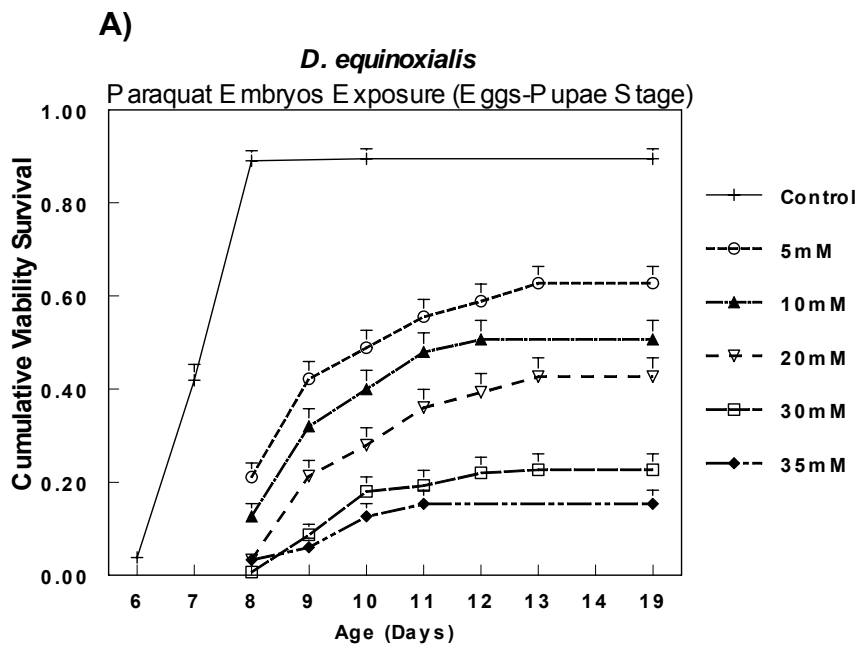 A)
D. equinoxialis
Paraquat Embryos Exposure (Eggs-Pupae Stage)
1.00
0.80
0.60
0.40
0.20
0.00
Cumulative Viability Survival
6 7 8 9 10 11 12 13 14 19
Age (Days)
Control
5mM
10mM
20mM
30mM
35mM